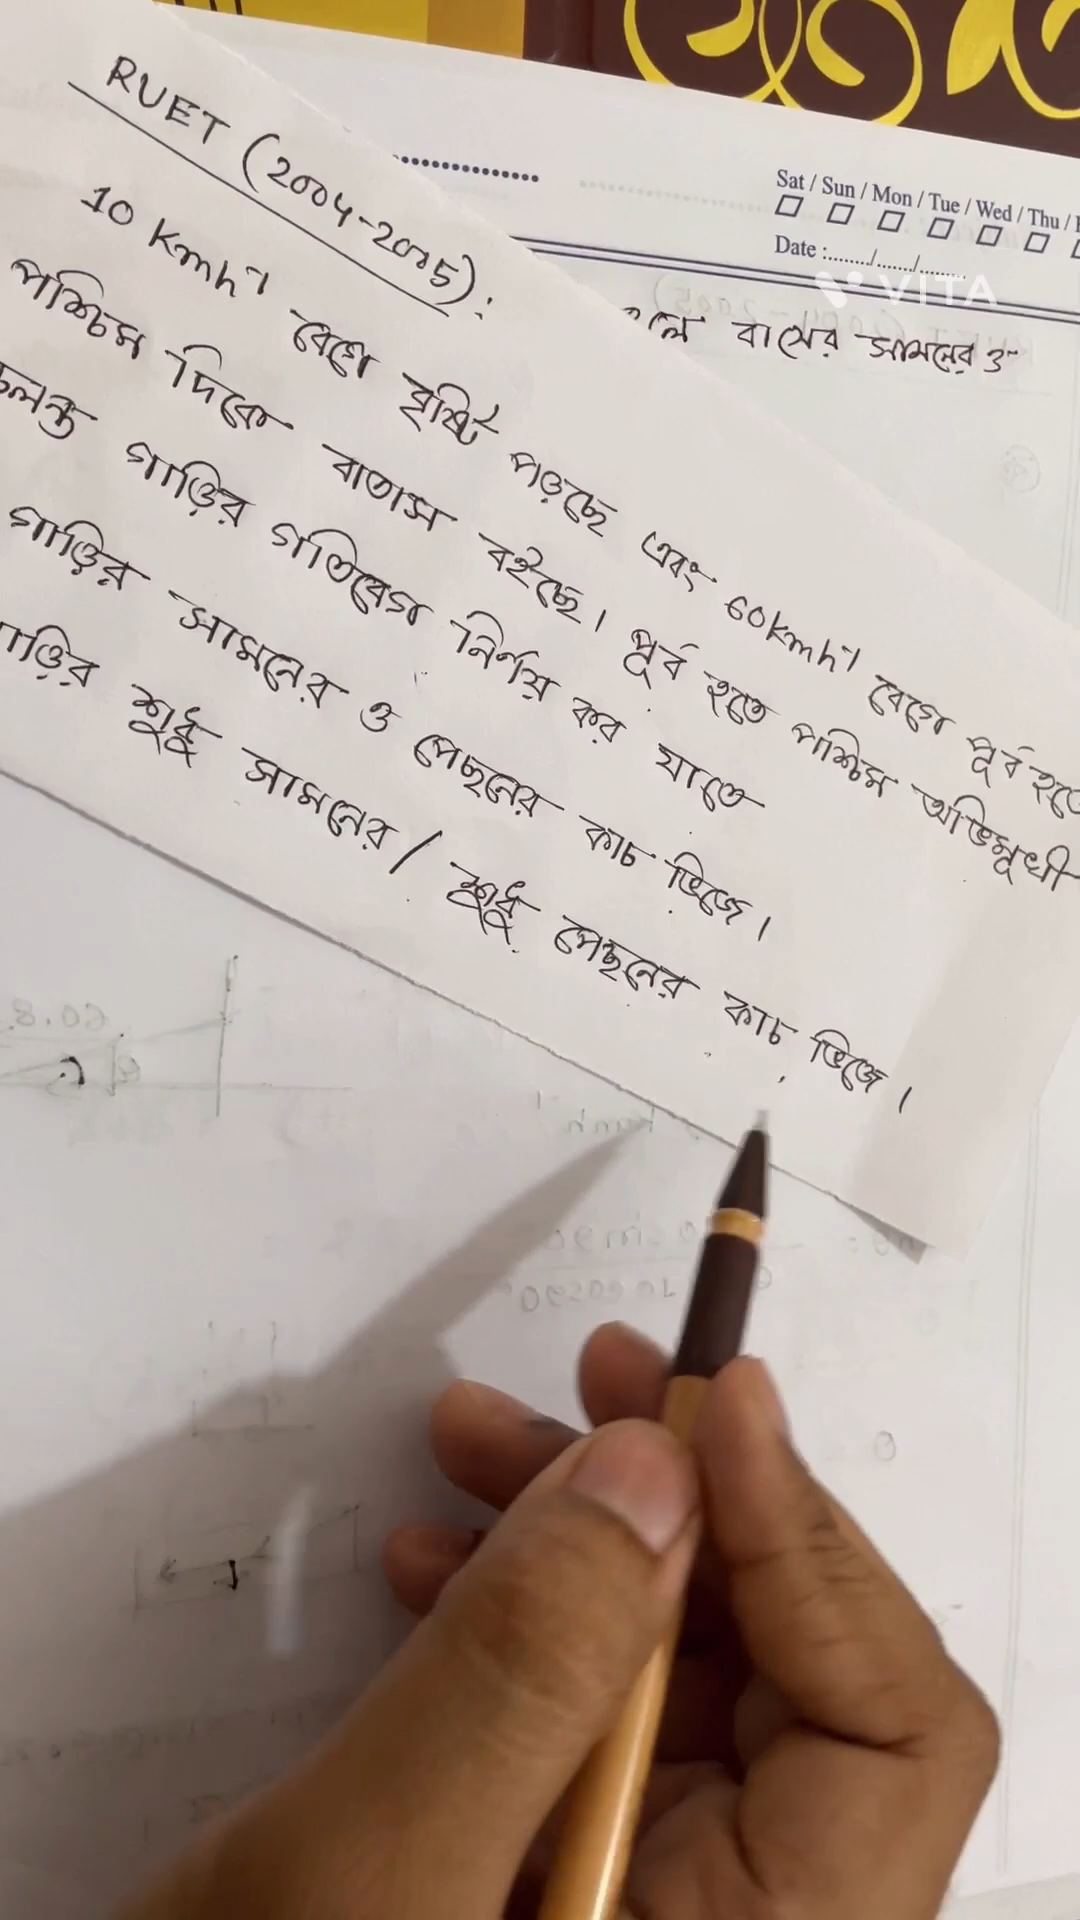 RUET (2004-2005):
10 Kmh⁻¹ বেগে বৃষ্টি পড়ছে এবং 60Kmh⁻¹ বেগে পূর্ব হতে
পশ্চিম দিকে বাতাস বইছে। পূর্ব হতে পশ্চিম অভিমুখী
চলন্ত গাড়ির গতিবেগ নির্ণয় কর যাতে
গাড়ির সামনের ও পেছনের কাচ ভিজে।
গাড়ির শুধু সামনের / শুধু পেছনের কাচ ভিজে।
Sat / Sun / Mon / Tue / Wed / Thu /
Date :......../......./........
VITA
বাসের সামনের ও